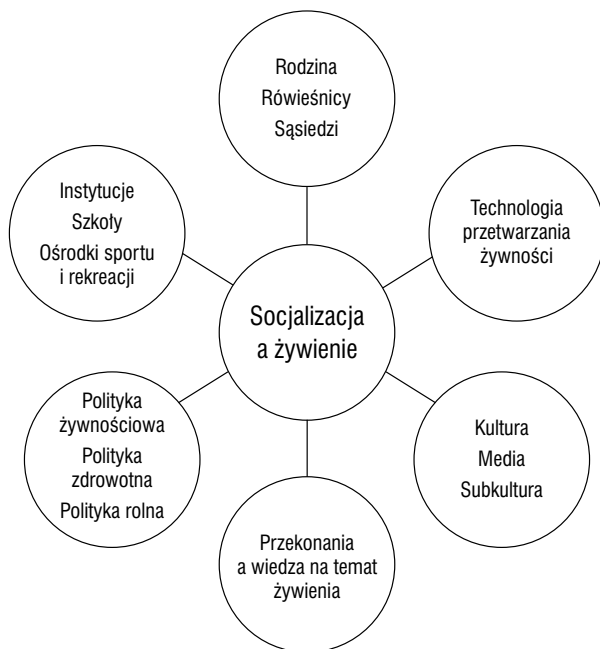 Rodzina
Rówieśnicy
Sąsiedzi
Instytucje
Szkoły
Ośrodki sportu
i rekreacji
Technologia
przetwarzania
żywności
Socjalizacja
a żywienie
Polityka
żywnościowa
Polityka
zdrowotna
Polityka rolna
Kultura
Media
Subkultura
Przekonania
a wiedza na temat
żywienia